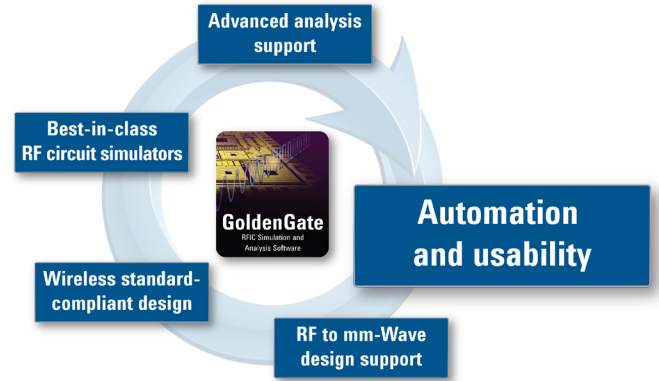 Advanced analysis
support
Best-in-class
RF circuit simulators
GoldenGate
RFIC Simulation and
Analysis Software
Automation
and usability
Wireless standard-
compliant design
RF to mm-Wave
design support